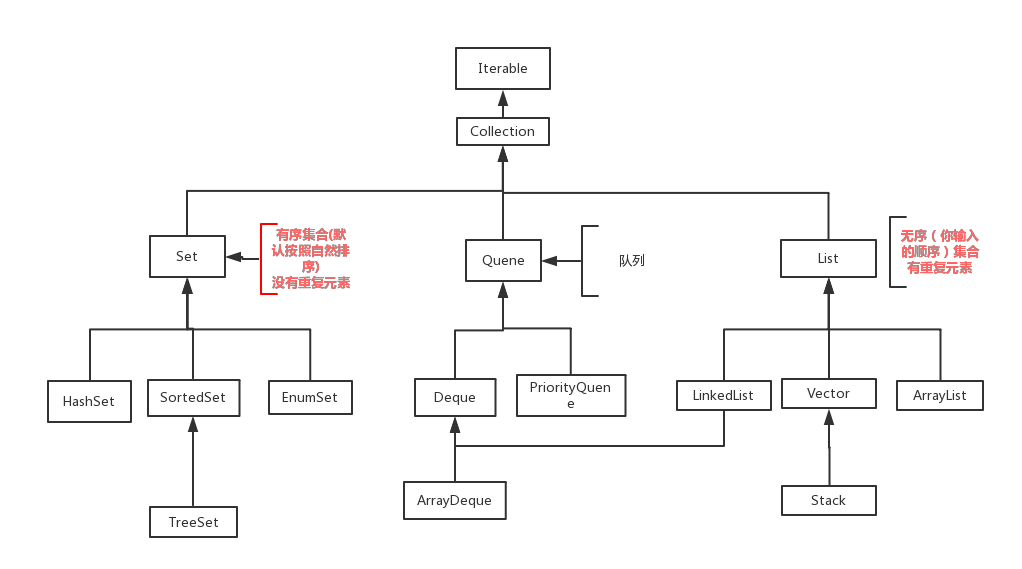 Iterable
Collection
Set
有序集合(默
认按照自然排
序)
没有重复元素
Quene
队列
List
无序 ( 你输入
的顺序 ) 集合
有重复元素
HashSet
SortedSet
EnumSet
Deque
PriorityQuen
e
LinkedList
Vector
ArrayList
TreeSet
ArrayDeque
Stack